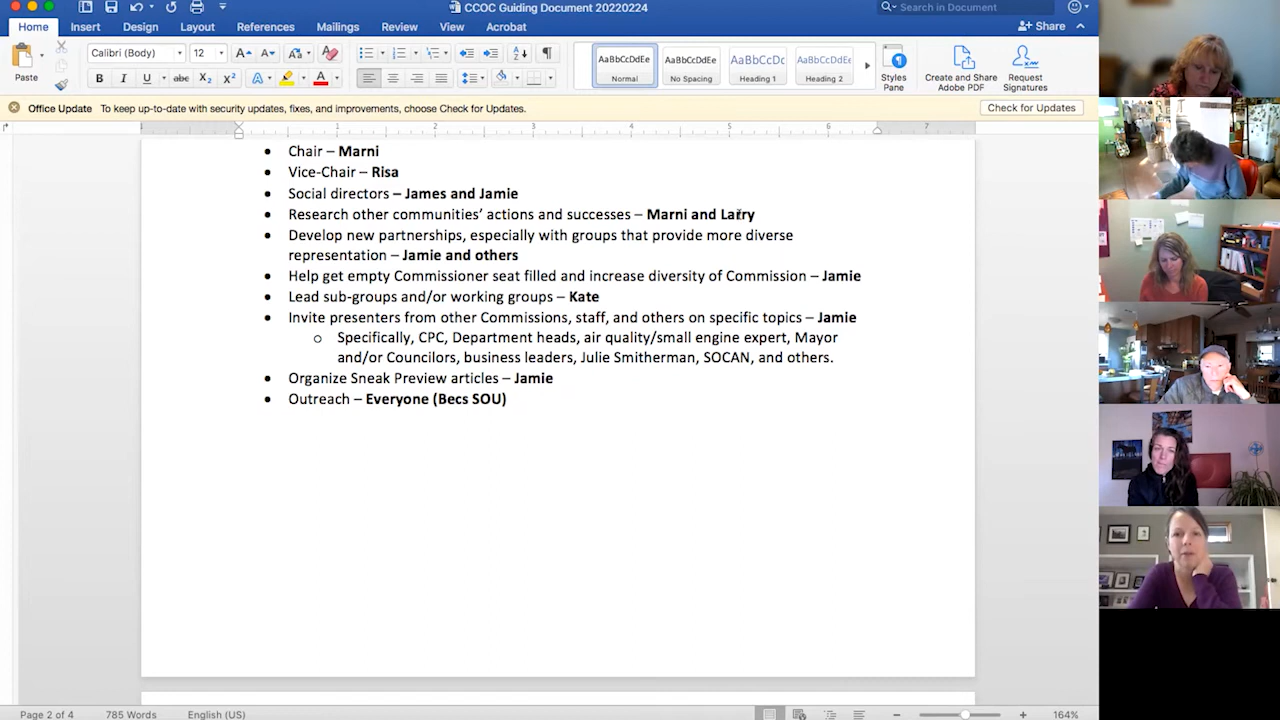 CCOC Guiding Document 20220224
Search in Document
Home Insert Design Layout References Mailings Review View Acrobat
Share
Paste
Calibri (Body) 12
AaBbCcDdEe AaBbCcDdEe AaBbCcDc AaBbCcDdEe
Normal No Spacing Heading 1 Heading 2
Styles Pane
Create and Share Adobe PDF
Request Signatures
Office Update To keep up-to-date with security updates, fixes, and improvements, choose Check for Updates.
Check for Updates
1 1 2 3 4 5 6 7
• Chair – Marni
• Vice-Chair – Risa
• Social directors – James and Jamie
• Research other communities’ actions and successes – Marni and Larry
• Develop new partnerships, especially with groups that provide more diverse
representation – Jamie and others
• Help get empty Commissioner seat filled and increase diversity of Commission – Jamie
• Lead sub-groups and/or working groups – Kate
• Invite presenters from other Commissions, staff, and others on specific topics – Jamie
o Specifically, CPC, Department heads, air quality/small engine expert, Mayor
and/or Councilors, business leaders, Julie Smitherman, SOCAN, and others.
• Organize Sneak Preview articles – Jamie
• Outreach – Everyone (Becs SOU)
Page 2 of 4 785 Words English (US) 164%